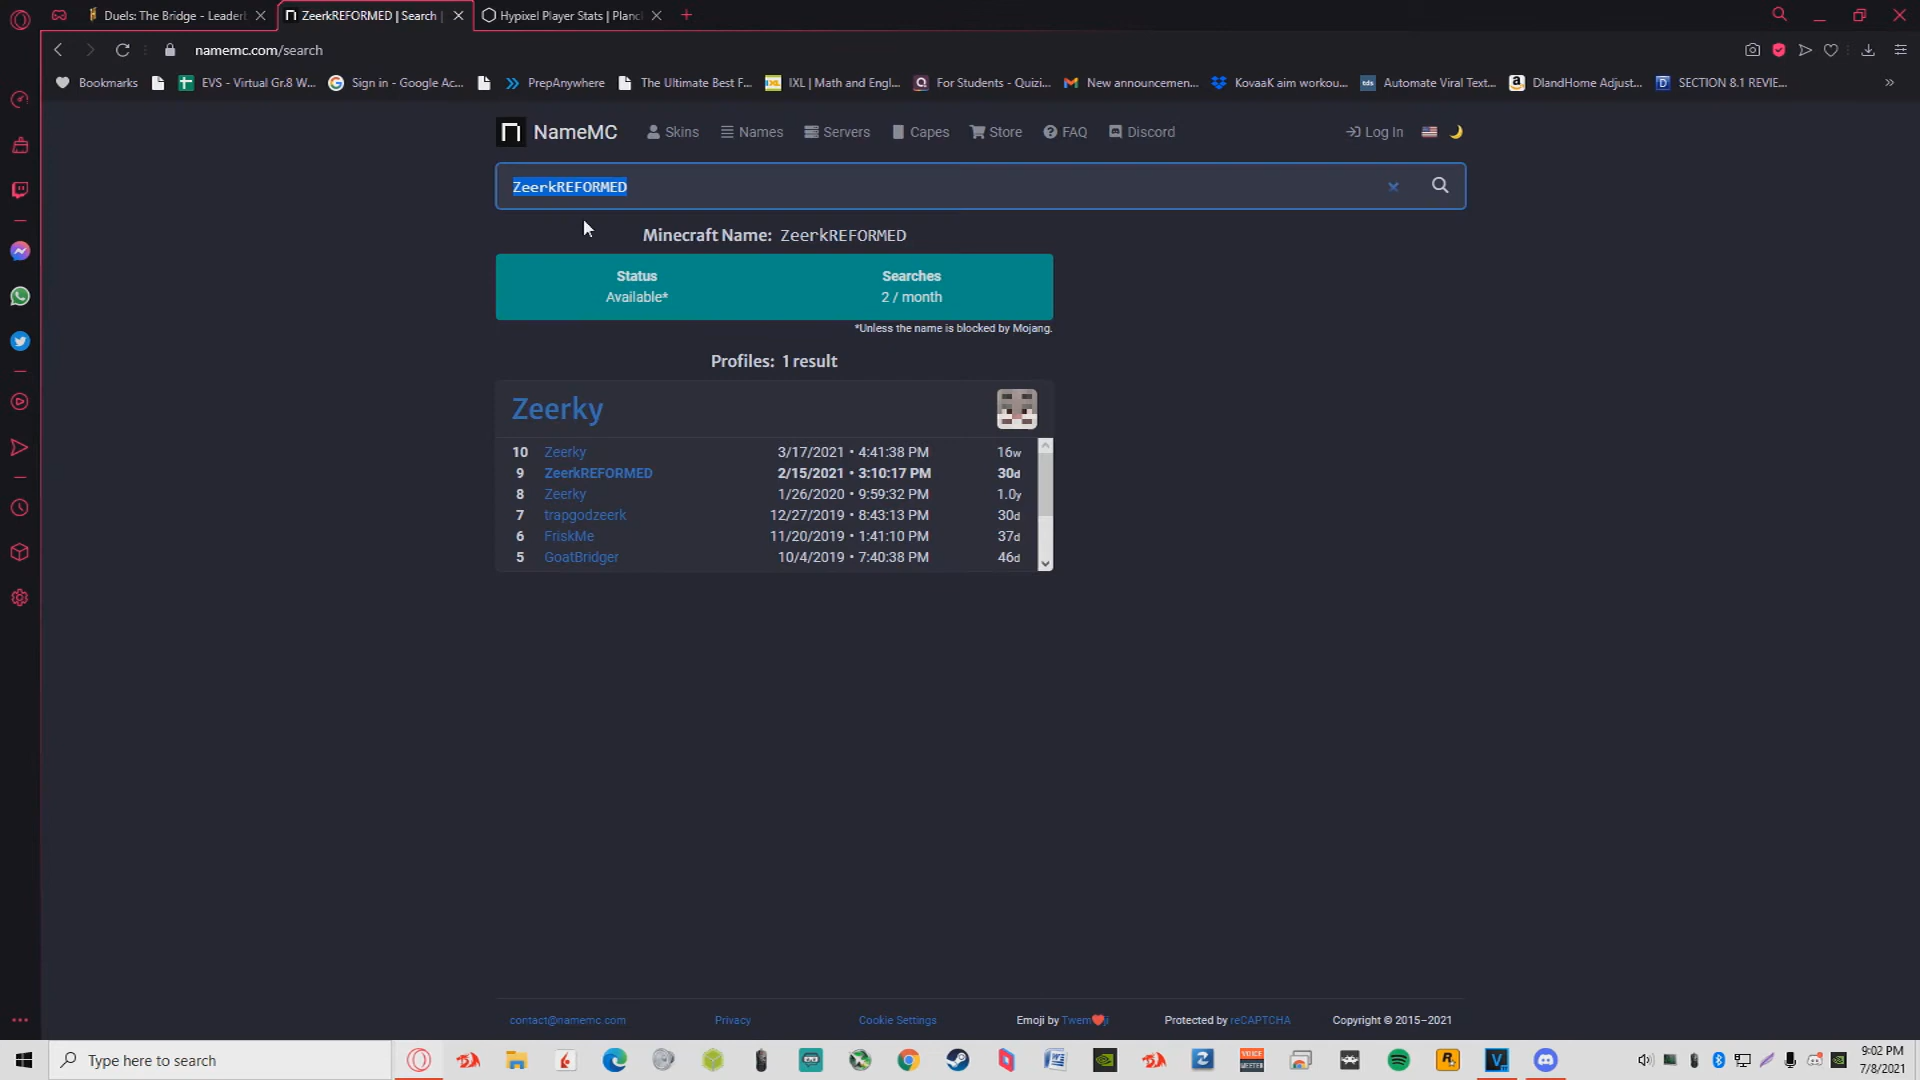 Duels: The Bridge - Leaderb
ZeerkREFORMED | Search |
Hypixel Player Stats | Planc
namemc.com/search
Bookmarks
EVS - Virtual Gr.8 W...
Sign in - Google Ac...
PrepAnywhere
The Ultimate Best F...
IXL | Math and Engl...
For Students - Quizi...
New announcemen...
KovaaK aim workou...
Automate Viral Text...
DlandHome Adjust...
SECTION 8.1 REVIE...
NameMC
Skins
Names
Servers
Capes
Store
FAQ
Discord
Log In
ZeerkREFORMED
Minecraft Name: ZeerkREFORMED
Status
Available*
Searches
2 / month
*Unless the name is blocked by Mojang.
Profiles: 1 result
Zeerky
10 Zeerky 3/17/2021 • 4:41:38 PM 16w
9 ZeerkREFORMED 2/15/2021 • 3:10:17 PM 30d
8 Zeerky 1/26/2020 • 9:59:32 PM 1.0y
7 trapgodzeerk 12/27/2019 • 8:43:13 PM 30d
6 FriskMe 11/20/2019 • 1:41:10 PM 37d
5 GoatBridger 10/4/2019 • 7:40:38 PM 46d
contact@namemc.com
Privacy
Cookie Settings
Emoji by Twem❤ji
Protected by reCAPTCHA
Copyright © 2015–2021
Type here to search
9:02 PM
7/8/2021